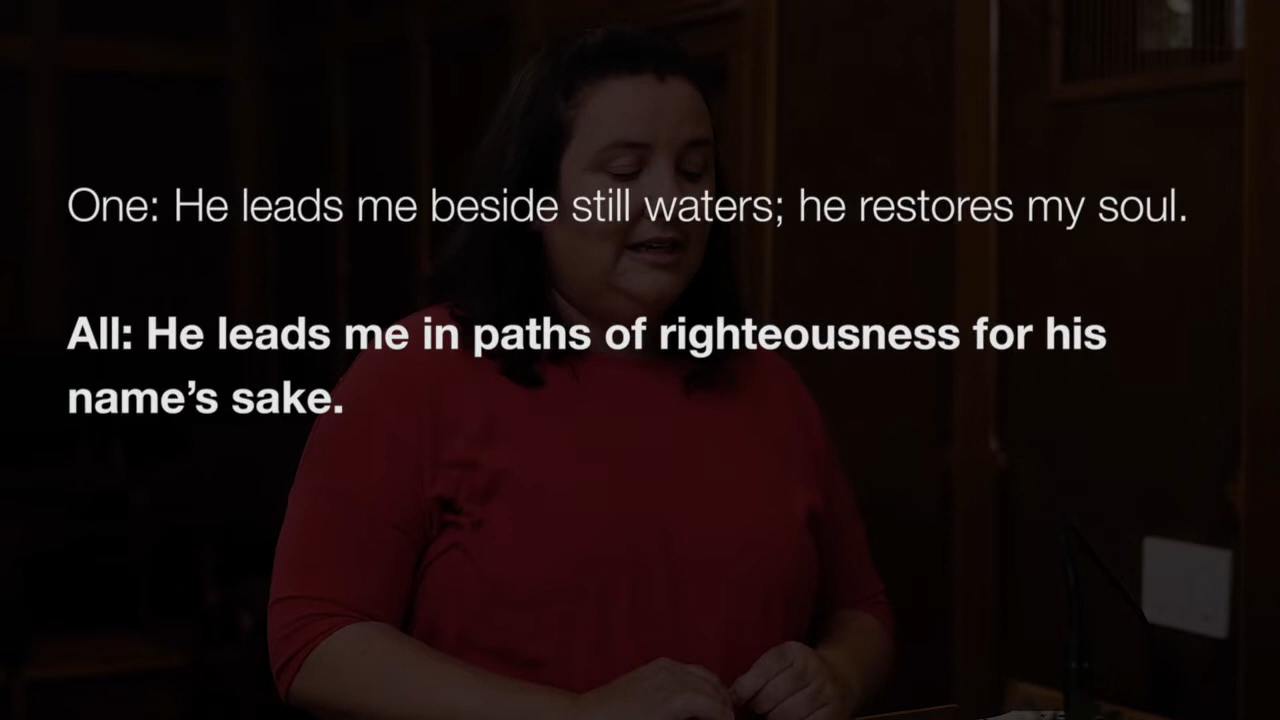 One: He leads me beside still waters; he restores my soul.
All: He leads me in paths of righteousness for his
name’s sake.